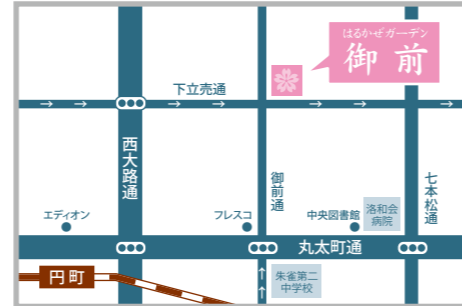 はるかぜガーデン
御前
下立売通
→ → → → → →
西大路通
御前通
七本松通
エディオン
フレスコ
中央図書館
洛和会
病院
丸太町通
円町
朱雀第二
中学校
↑ ↑
↑ ↑